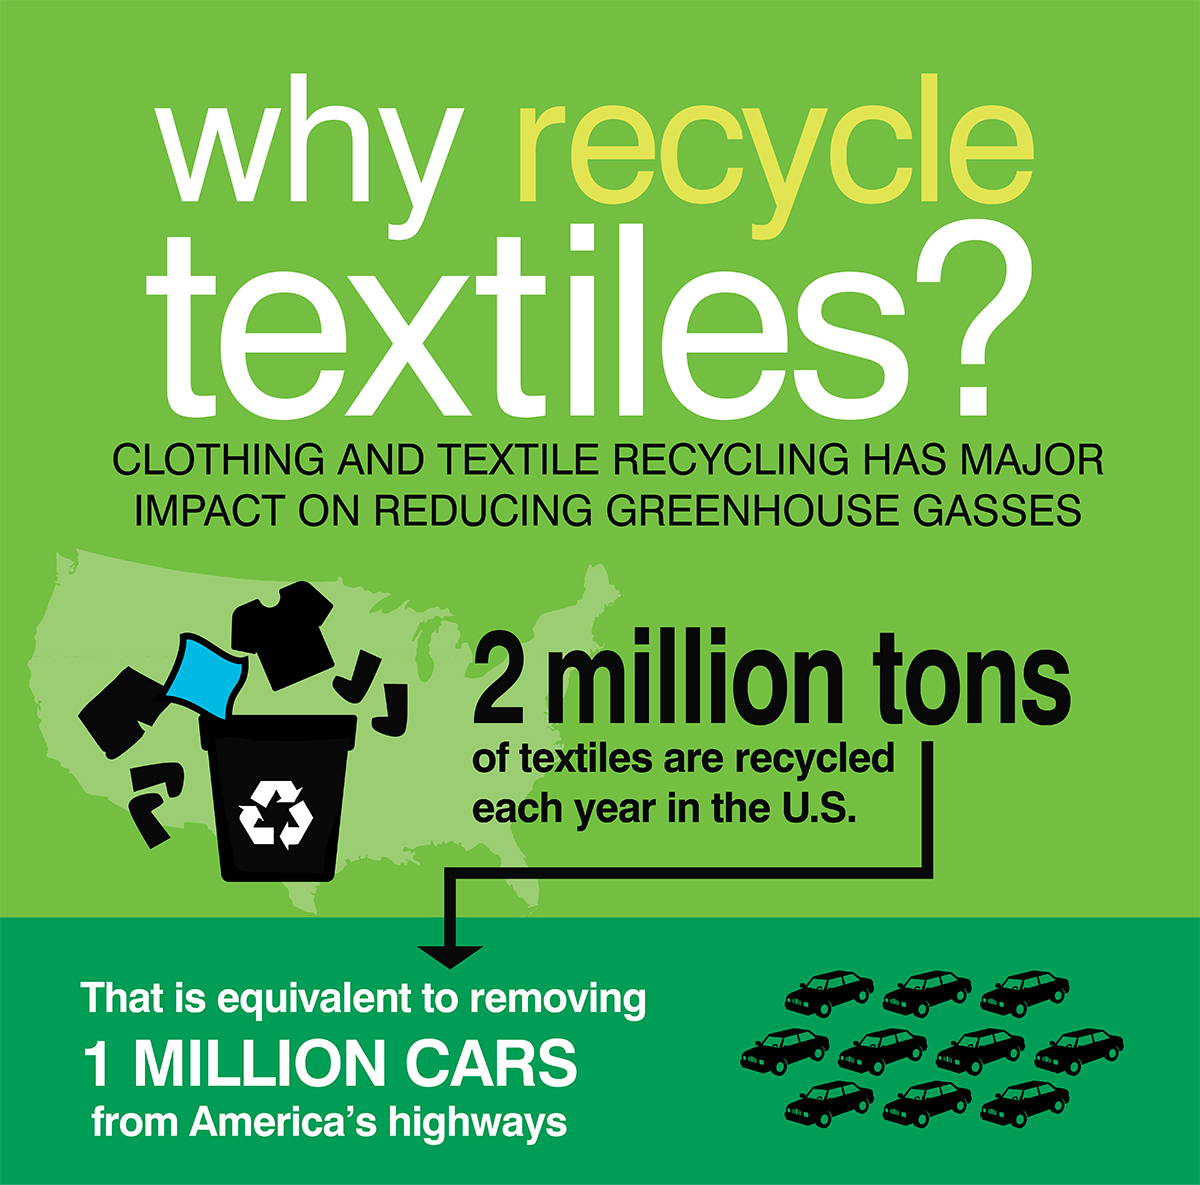 why recycle
textiles?
CLOTHING AND TEXTILE RECYCLING HAS MAJOR
IMPACT ON REDUCING GREENHOUSE GASSES
2 million tons
of textiles are recycled
each year in the U.S.
That is equivalent to removing
1 MILLION CARS
from America’s highways